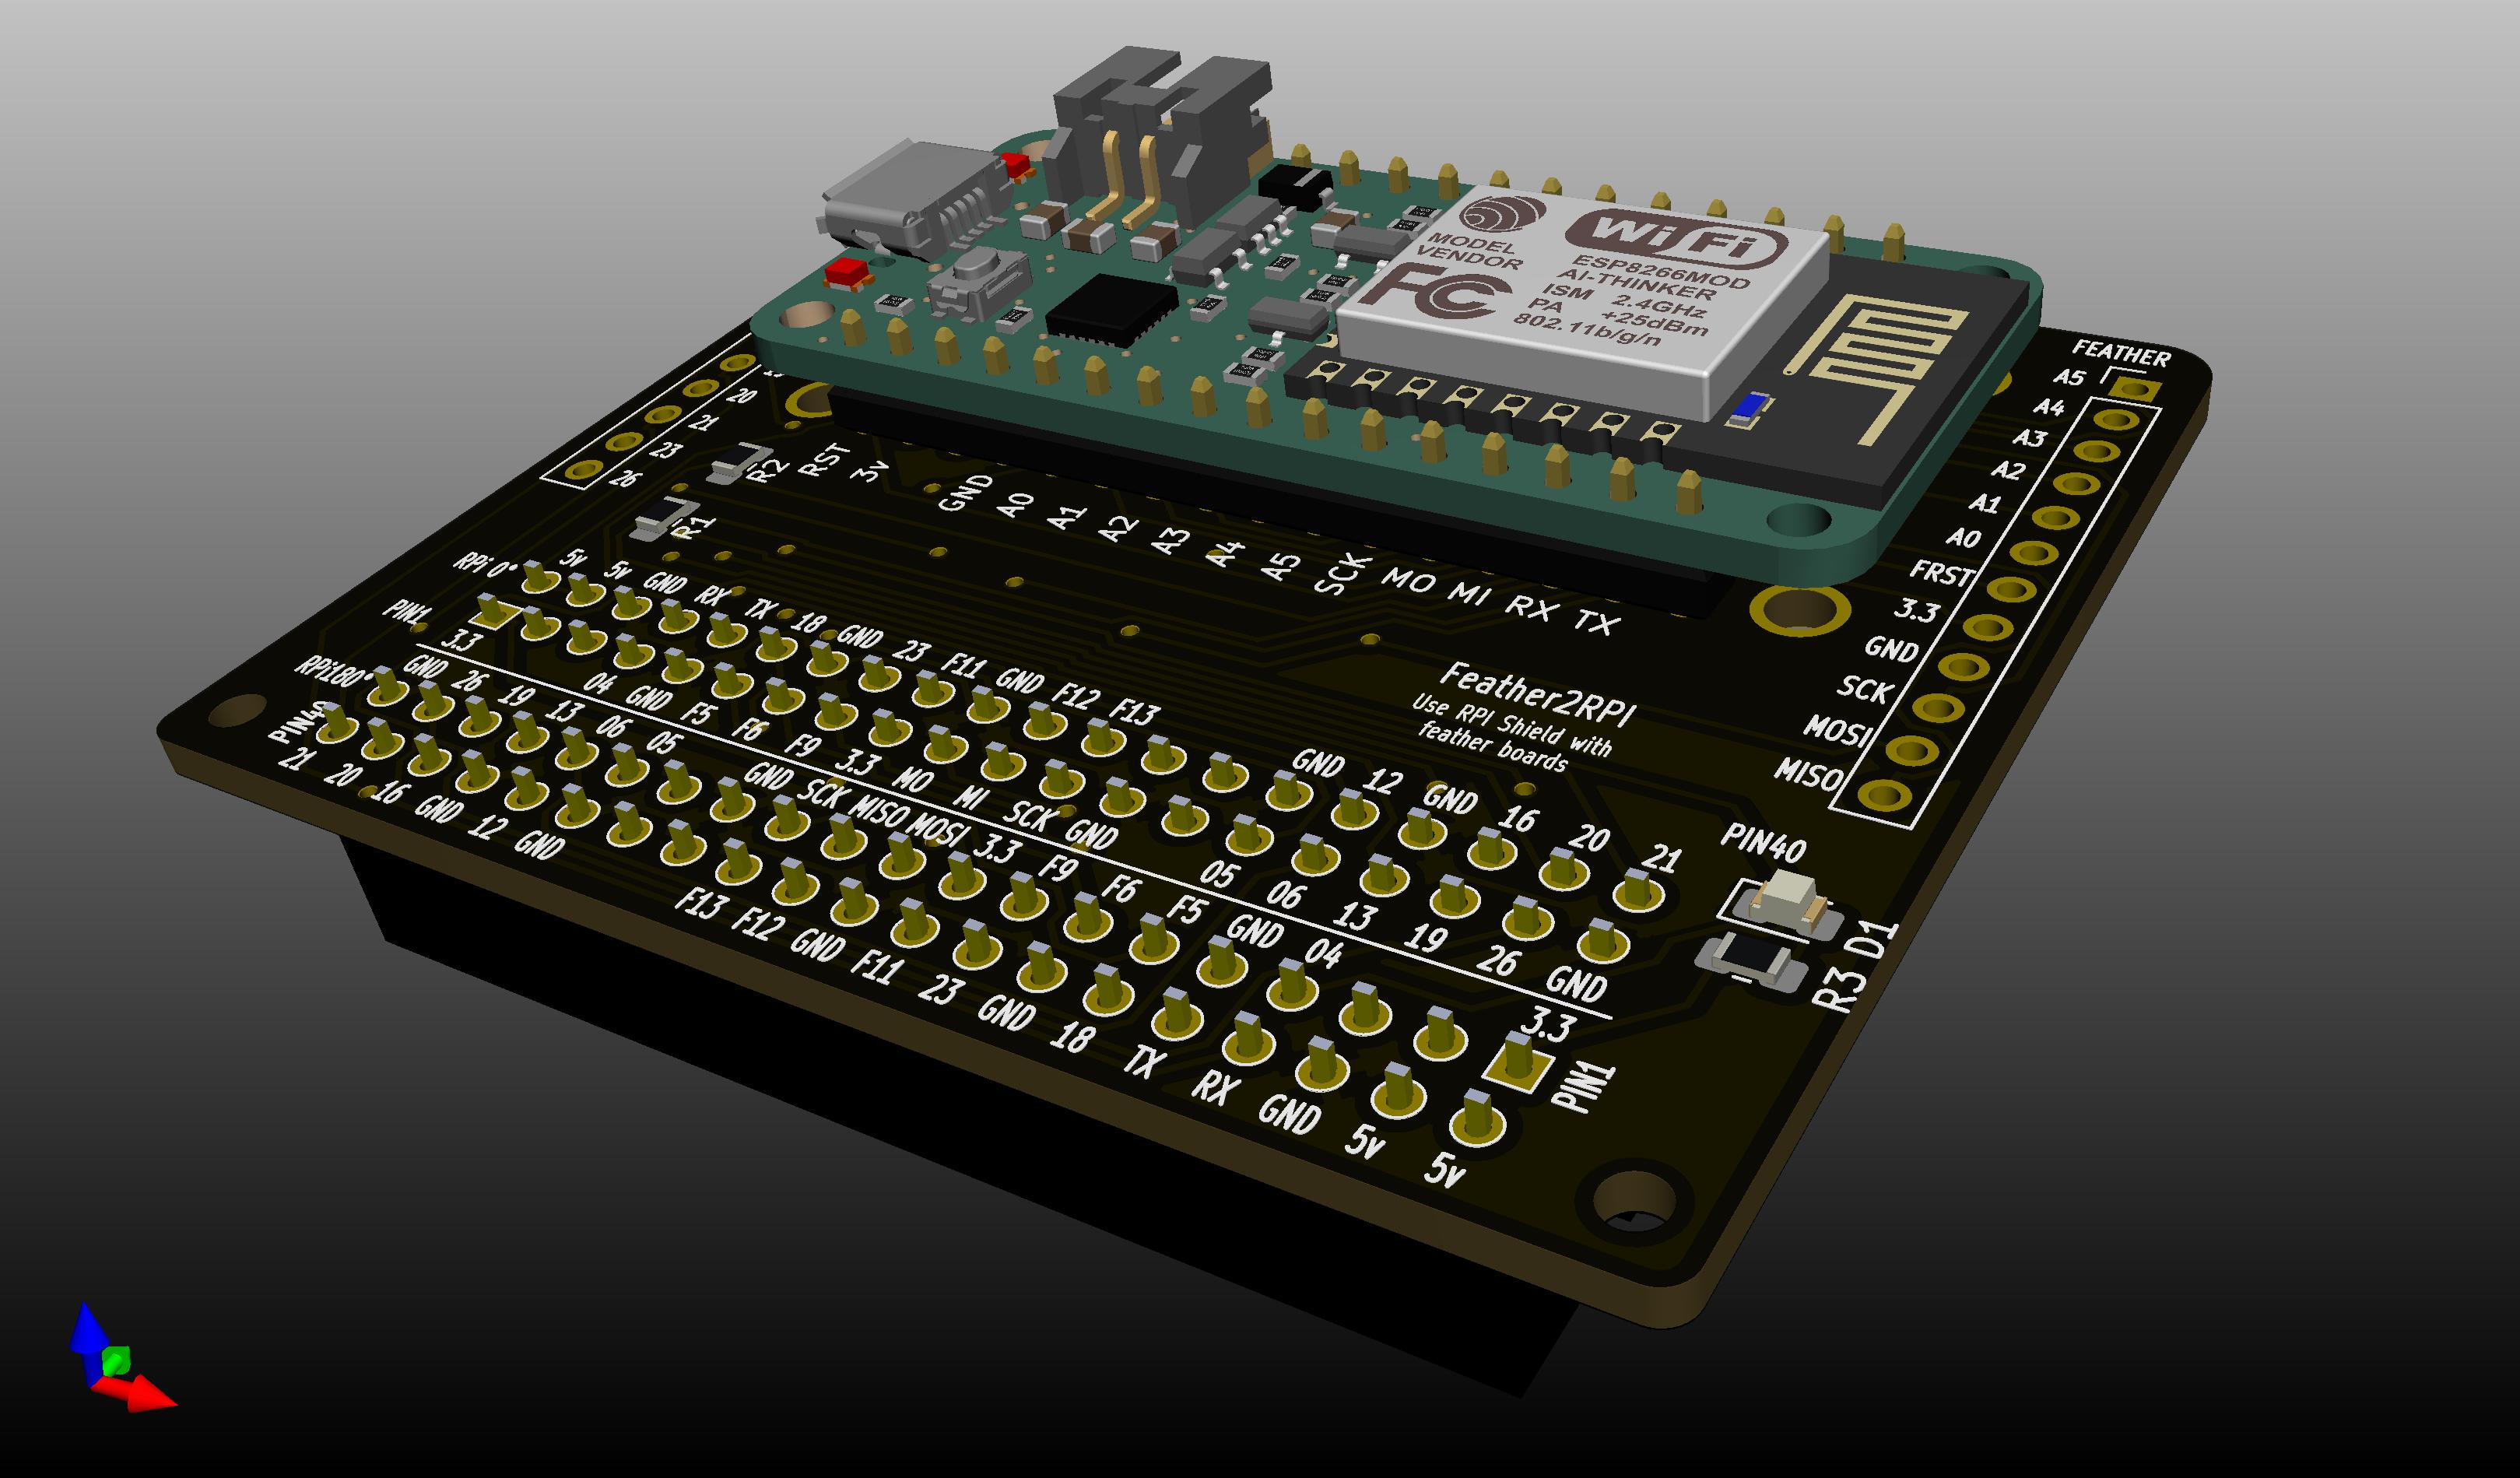 MODEL
VENDOR
WiFi
FCC
ESP8266MOD
AI-THINKER
ISM 2.4GHz
PA +25dBm
802.11b/g/n
FEATHER
A5
A4
A3
A2
A1
A0
FRST
3.3
GND
SCK
MOSI
MISO
20
21
23
26
R2
R1
RST
3v
GND
A0
A1
A2
A3
A4
A5
SCK
MO
MI
RX
TX
Feather2RPI
Use RPI Shield with
feather boards
RPi 0°
5v 5v GND RX TX 18 GND 23 F11 GND F12 F13 GND 12 GND 16 20 21
PIN40
PIN1
3.3 04 GND F5 F6 F9 3.3 MO MI SCK GND 05 06 13 19 26 GND
RPi180°
GND 26 19 13 06 05 GND SCK MISO MOSI 3.3 F9 F6 F5 GND 04 3.3
PIN1
PIN40
21 20 16 GND 12 GND F13 F12 GND F11 23 GND 18 TX RX GND 5v 5v
D1
R3